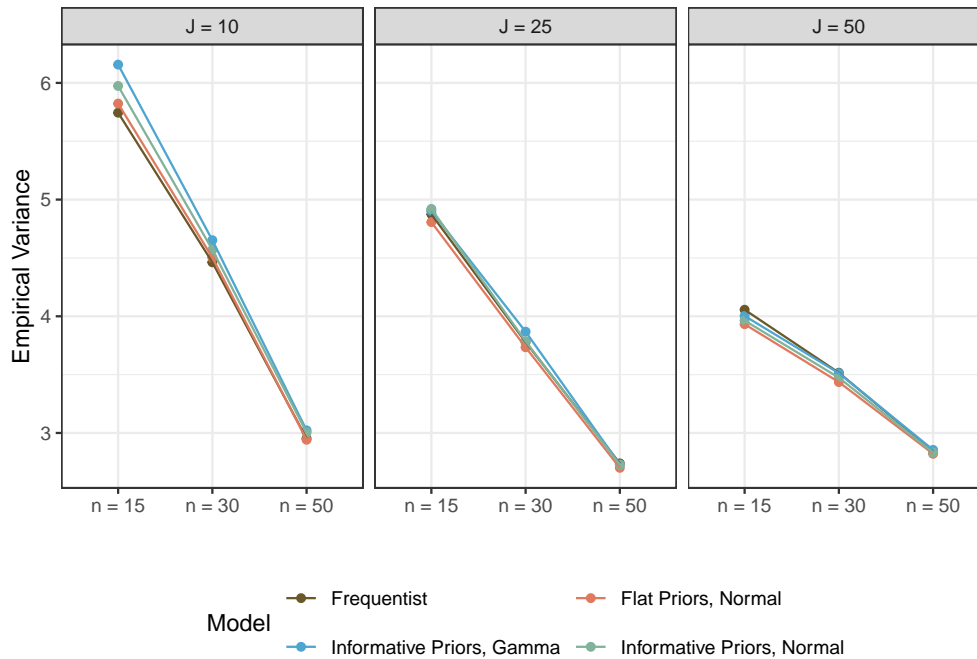 J = 10
J = 25
J = 50
Empirical Variance
6
5
4
3
n = 15
n = 30
n = 50
n = 15
n = 30
n = 50
n = 15
n = 30
n = 50
Model
Frequentist
Flat Priors, Normal
Informative Priors, Gamma
Informative Priors, Normal